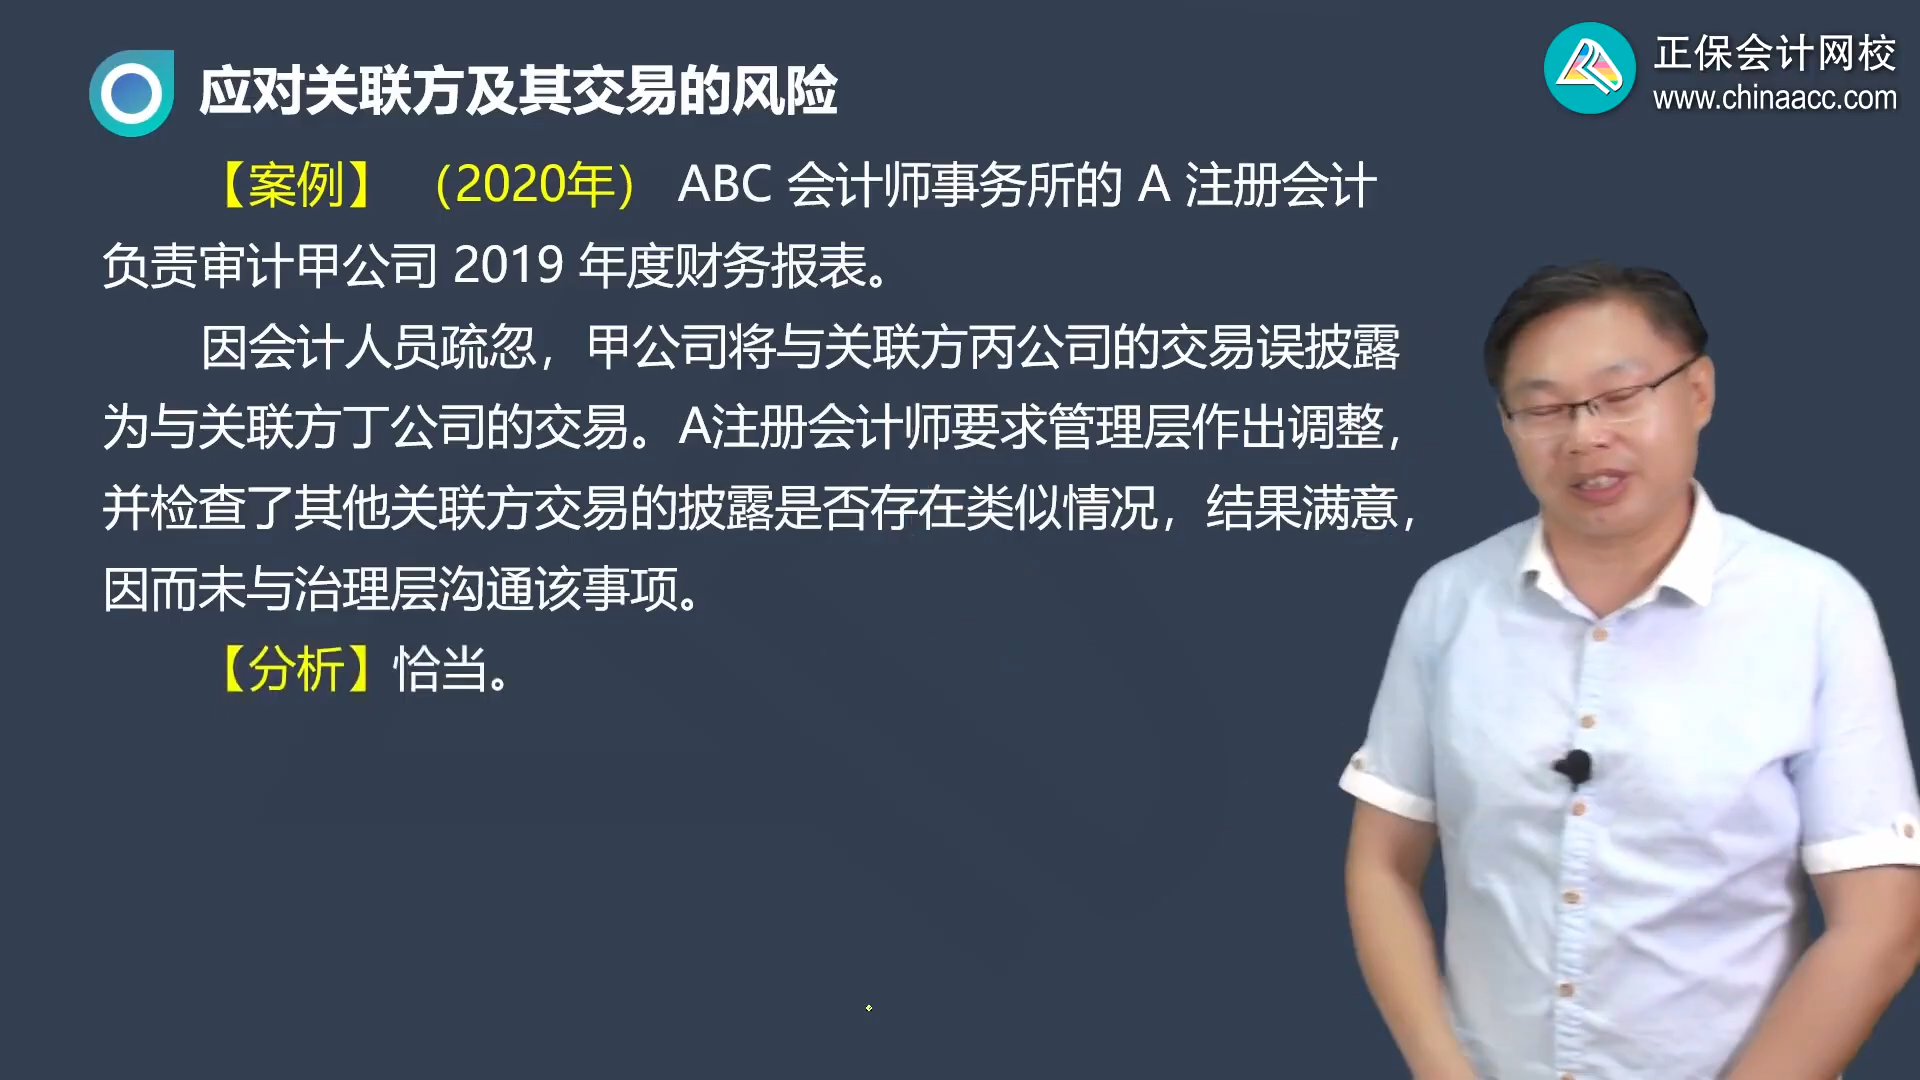 应对关联方及其交易的风险
正保会计网校
www.chinaacc.com
【案例】（2020年） ABC 会计师事务所的 A 注册会计
负责审计甲公司 2019 年度财务报表。
因会计人员疏忽，甲公司将与关联方丙公司的交易误披露
为与关联方丁公司的交易。A注册会计师要求管理层作出调整，
并检查了其他关联方交易的披露是否存在类似情况，结果满意，
因而未与治理层沟通该事项。
【分析】恰当。